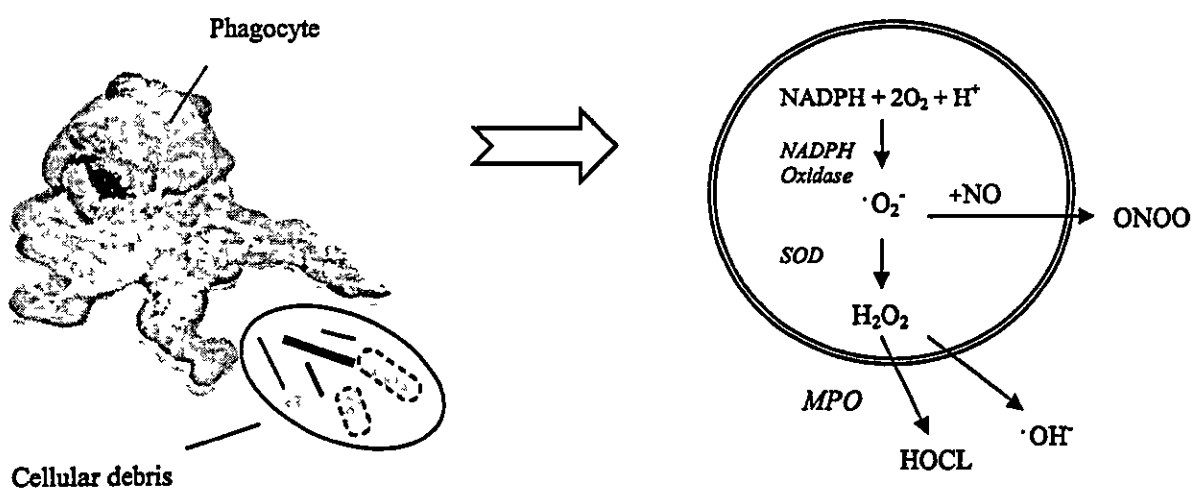 Phagocyte
Cellular debris
NADPH + 2O₂ + H⁺
NADPH
Oxidase
·O₂⁻
+NO
ONOO
SOD
H₂O₂
MPO
HOCL
·OH⁻